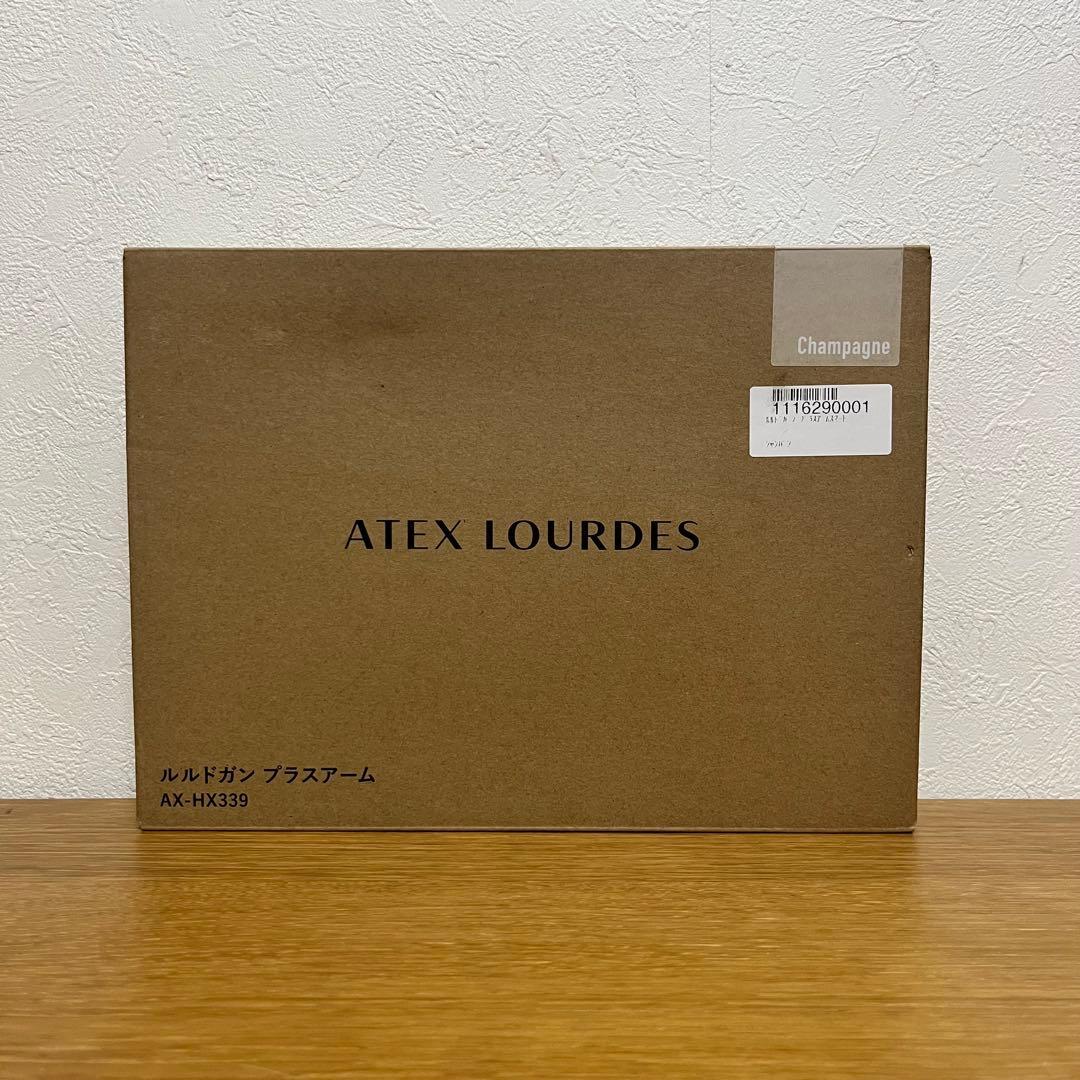 Champagne
1116290001
ATEX LOURDES
ルルドガン プラスアーム
AX-HX339